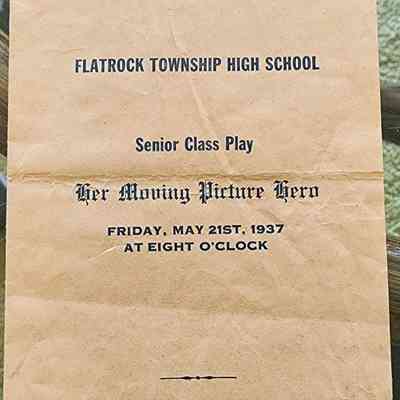 FLATROCK TOWNSHIP HIGH SCHOOL
Senior Class Play
Her Moving Picture Hero
FRIDAY, MAY 21ST, 1937
AT EIGHT O'CLOCK